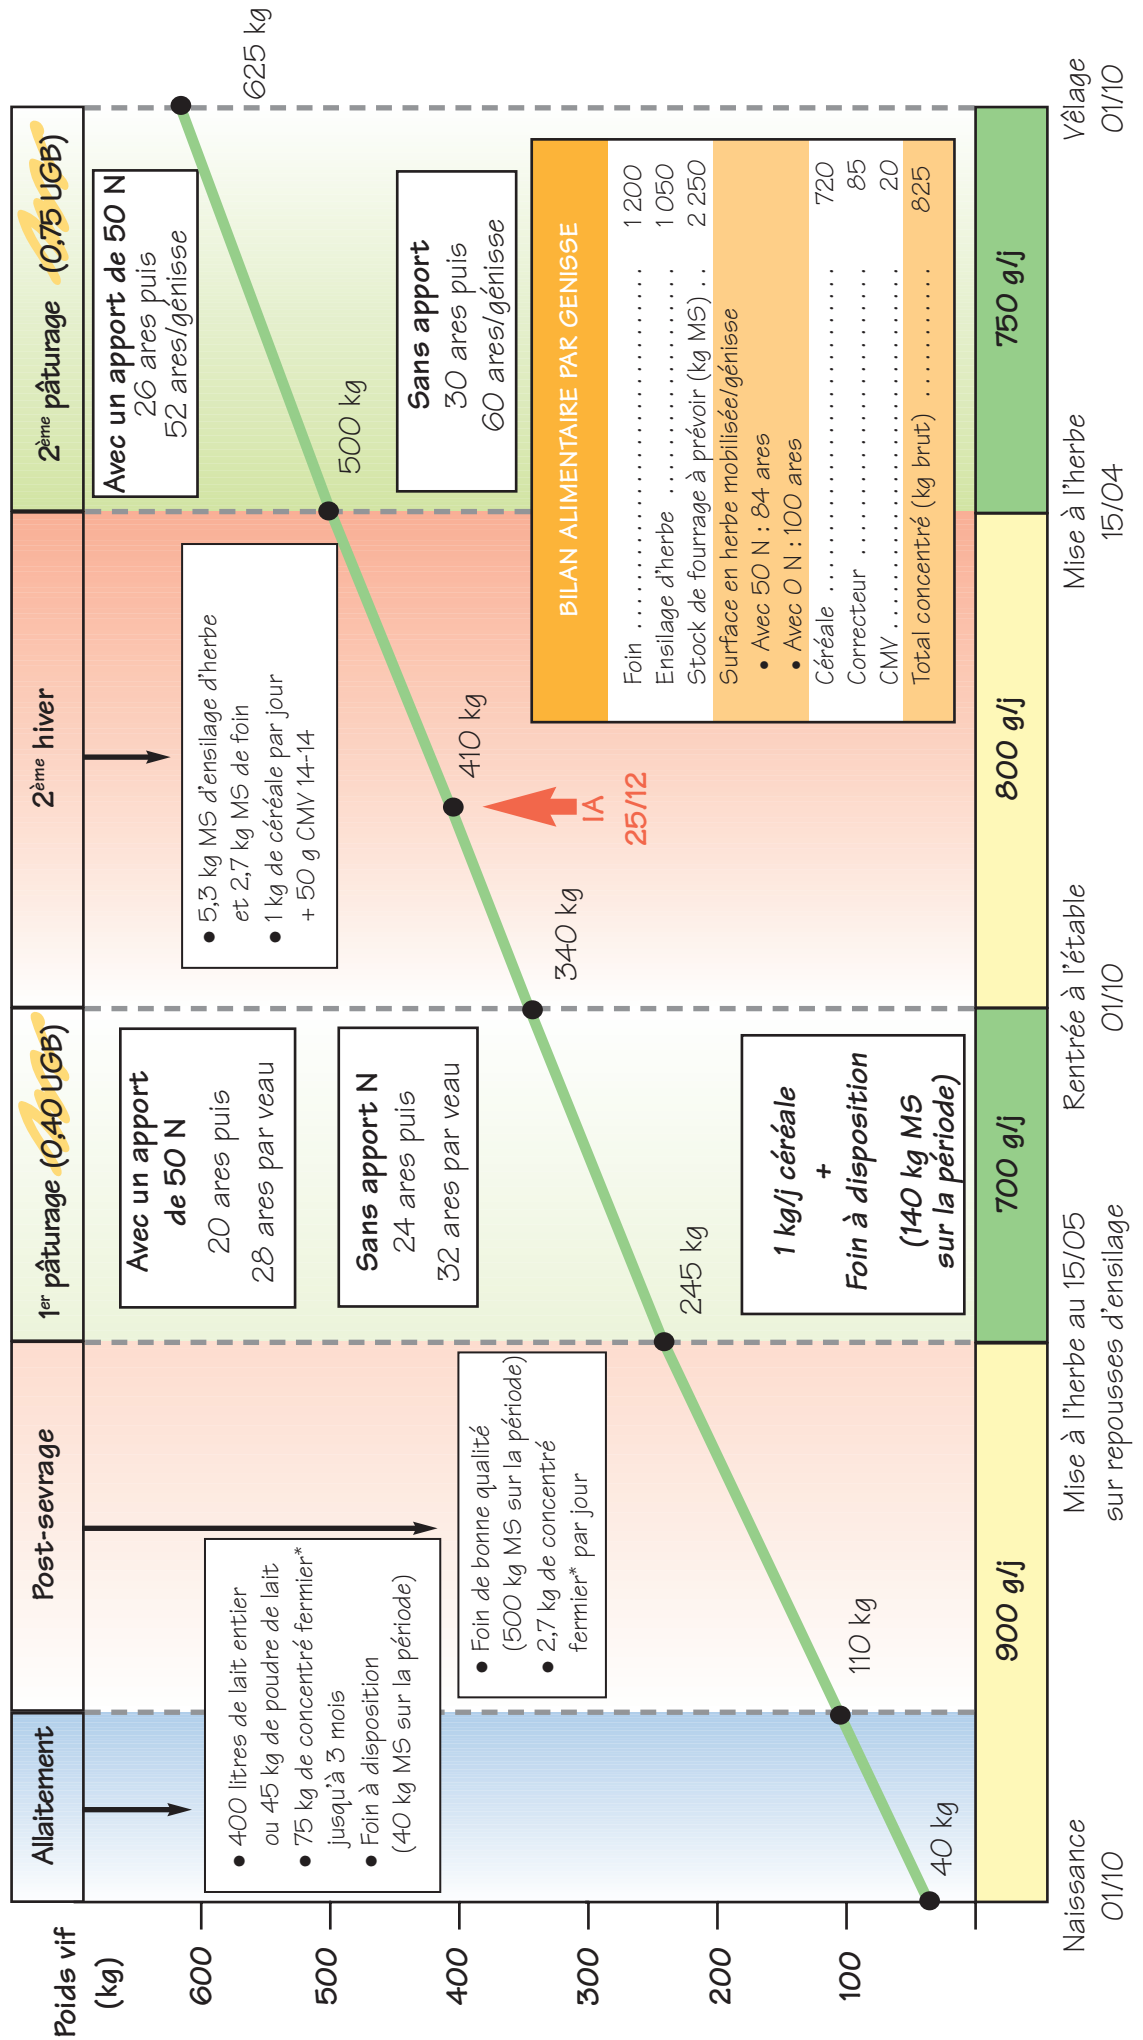 Poids vif
(kg)
600
500
400
300
200
100
Allaitement
Post-sevrage
1er pâturage (0,40 UGB)
2ème hiver
2ème pâturage (0,75 UGB)
• 400 litres de lait entier
ou 45 kg de poudre de lait
• 75 kg de concentré fermier*
jusqu'à 3 mois
• Foin à disposition
(40 kg MS sur la période)
• Foin de bonne qualité
(500 kg MS sur la période)
• 2,7 kg de concentré
fermier* par jour
Avec un apport
de 50 N
20 ares puis
28 ares par veau
Sans apport N
24 ares puis
32 ares par veau
1 kg/j céréale
+
Foin à disposition
(140 kg MS
sur la période)
• 5,3 kg MS d'ensilage d'herbe
et 2,7 kg MS de foin
• 1 kg de céréale par jour
+ 50 g CMV 14-14
Avec un apport de 50 N
26 ares puis
52 ares/génisse
Sans apport
30 ares puis
60 ares/génisse
40 kg
110 kg
245 kg
340 kg
410 kg
500 kg
625 kg
IA
25/12
BILAN ALIMENTAIRE PAR GENISSE
Foin 1 200
Ensilage d'herbe 1 050
Stock de fourrage à prévoir (kg MS) 2 250
Surface en herbe mobilisée/génisse
• Avec 50 N : 84 ares
• Avec 0 N : 100 ares
Céréale 720
Correcteur 85
CMV 20
Total concentré (kg brut) 825
900 g/j
700 g/j
800 g/j
750 g/j
Naissance
01/10
Mise à l'herbe au 15/05
sur repousses d'ensilage
Rentrée à l'étable
01/10
Mise à l'herbe
15/04
Vêlage
01/10